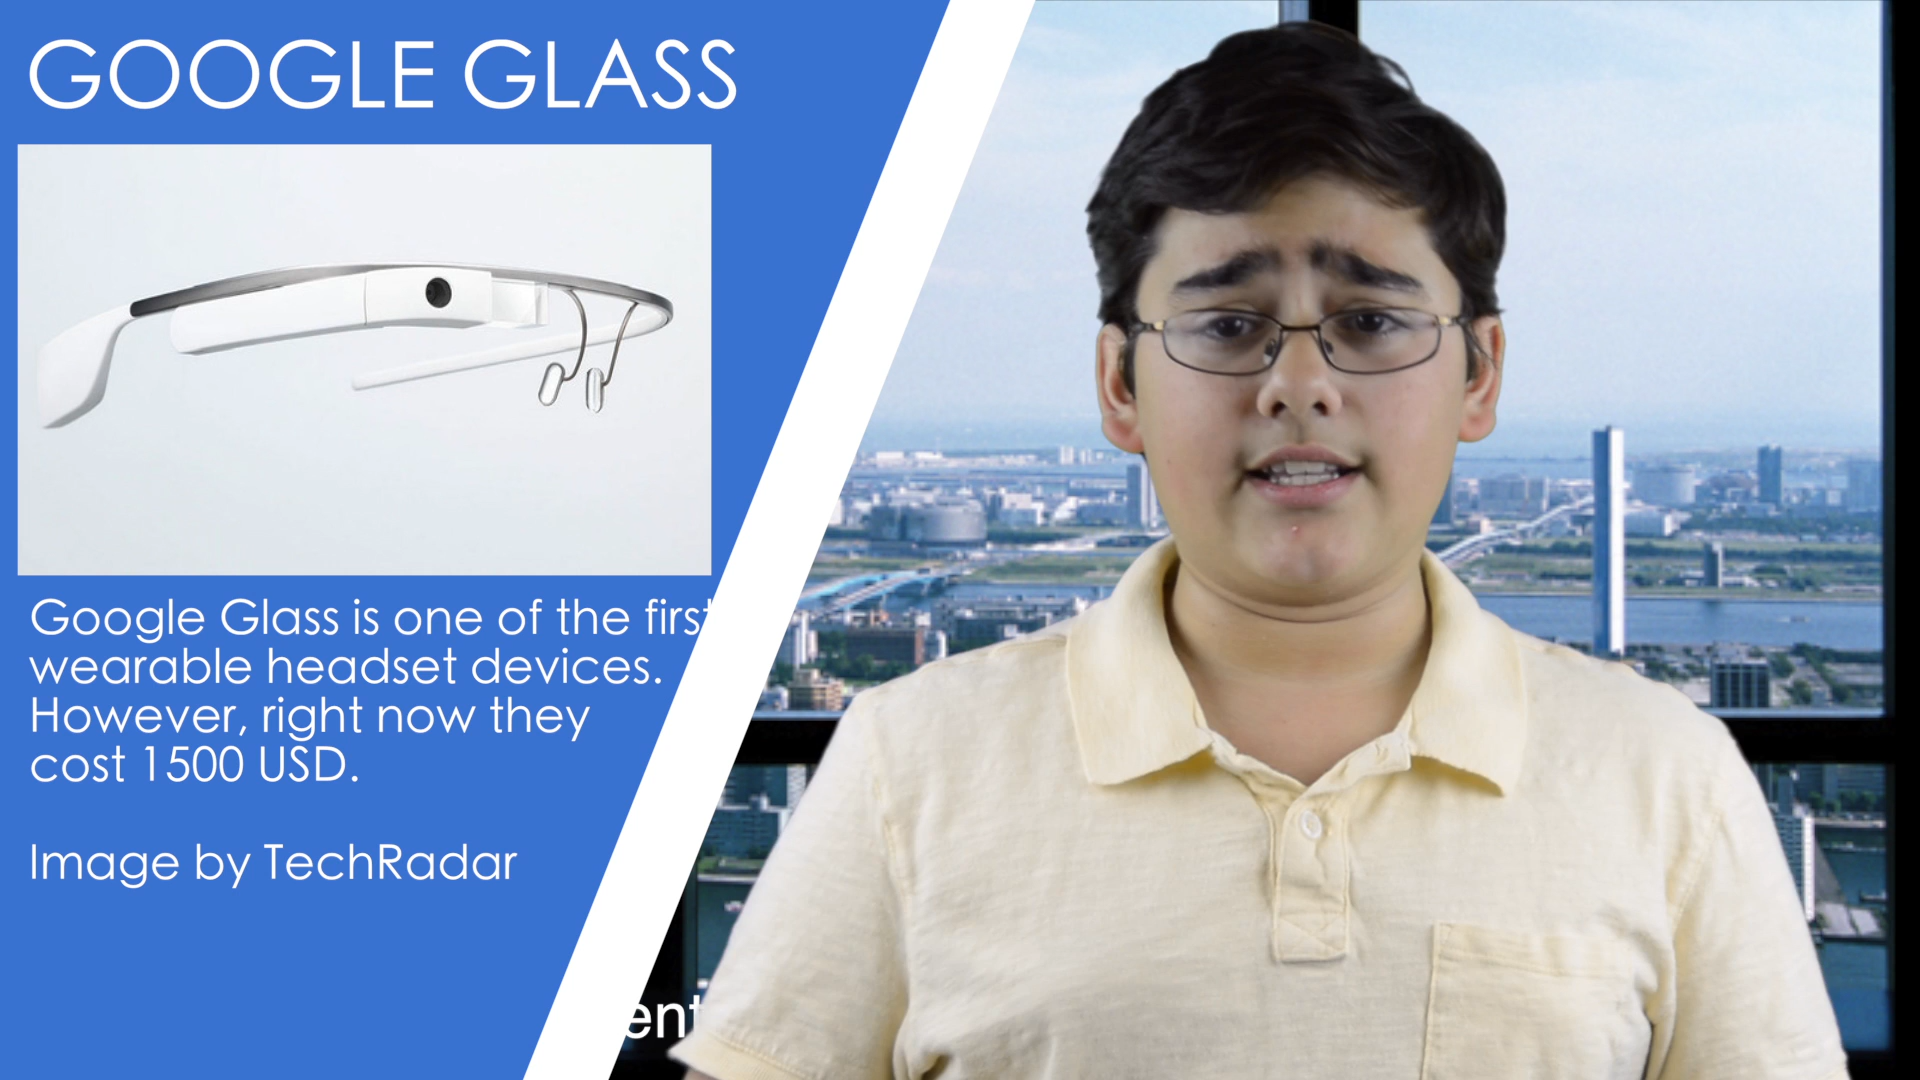 GOOGLE GLASS
Google Glass is one of the first
wearable headset devices.
However, right now they
cost 1500 USD.
Image by TechRadar
ent